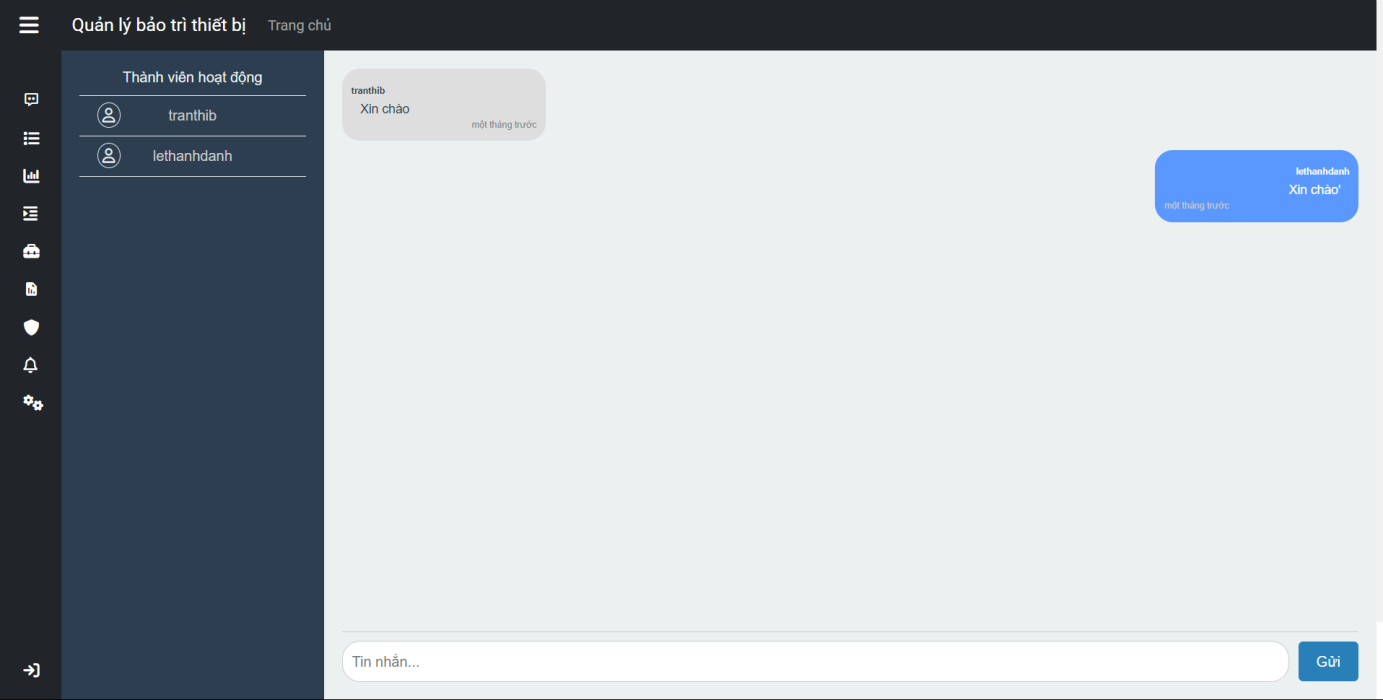 Quản lý bảo trì thiết bị Trang chủ
Thành viên hoạt động
tranthib
lethanhdanh
tranthib
Xin chào
một tháng trước
lethanhdanh
Xin chào'
một tháng trước
Tin nhắn...
Gửi